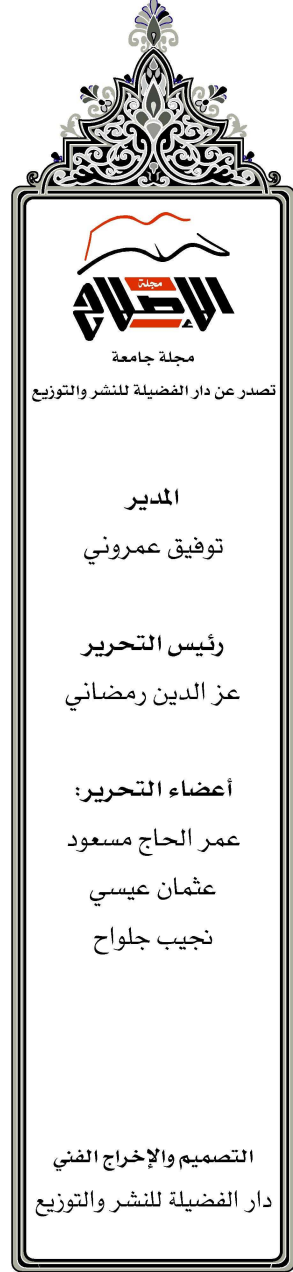 مجلة
الإصلاح
مجلة جامعة
تصدر عن دار الفضيلة للنشر والتوزيع
المدير
توفيق عمروني
رئيس التحرير
عز الدين رمضاني
أعضاء التحرير:
عمر الحاج مسعود
عثمان عيسي
نجيب جلواح
التصميم والإخراج الفني
دار الفضيلة للنشر والتوزيع